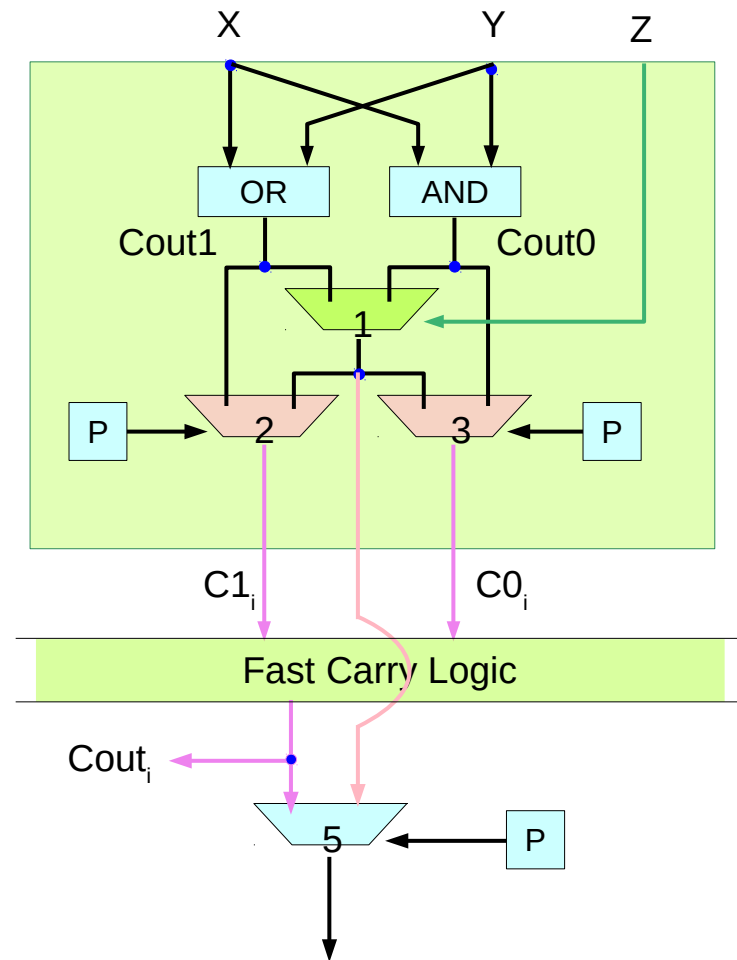 X Y Z
OR AND
Cout1 Cout0
1
P 2 3 P
C1i C0i
Fast Carry Logic
Couti
5 P